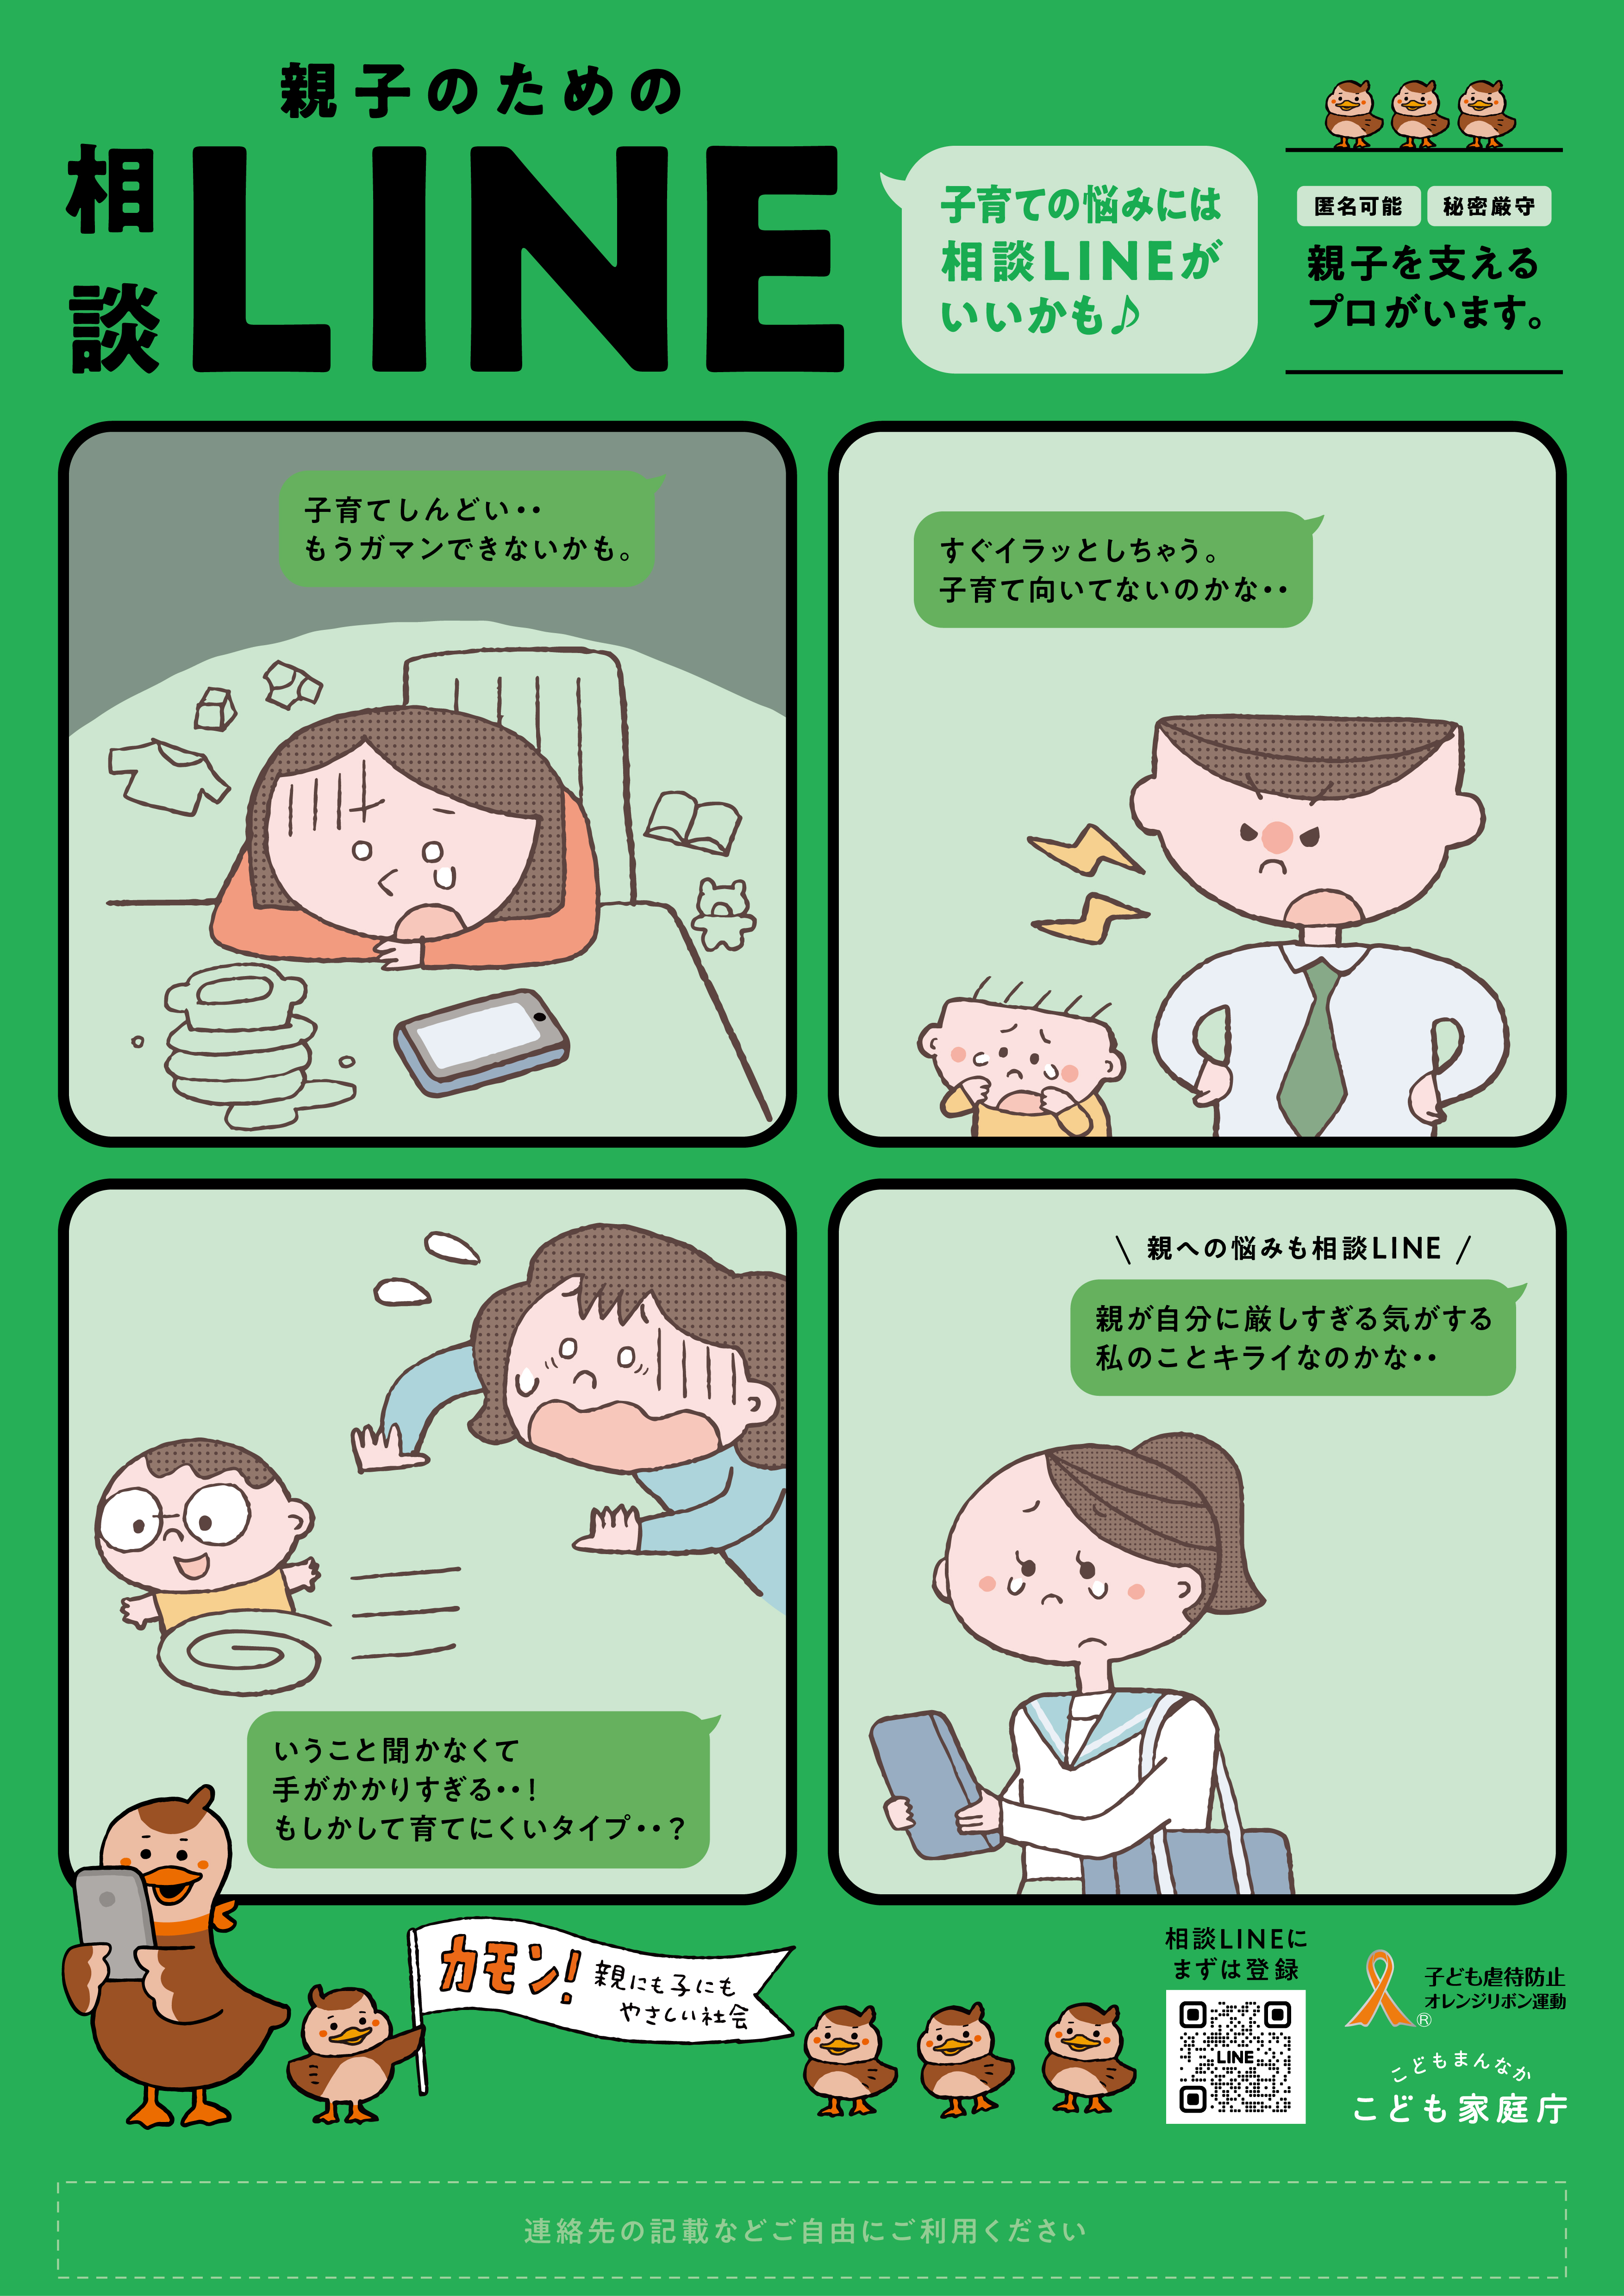 親子のための
相談LINE
子育ての悩みには
相談LINEが
いいかも♪
匿名可能
秘密厳守
親子を支える
プロがいます。
子育てしんどい・・
もうガマンできないかも。
すぐイラッとしちゃう。
子育て向いてないのかな・・
いうこと聞かなくて
手がかかりすぎる・・！
もしかして育てにくいタイプ・・？
\ 親への悩みも相談LINE /
親が自分に厳しすぎる気がする
私のことキライなのかな・・
カモン！
親にも子にも
やさしい社会
相談LINEに
まずは登録
LINE
子ども虐待防止
オレンジリボン運動
®
こどもまんなか
こども家庭庁
連絡先の記載などご自由にご利用ください